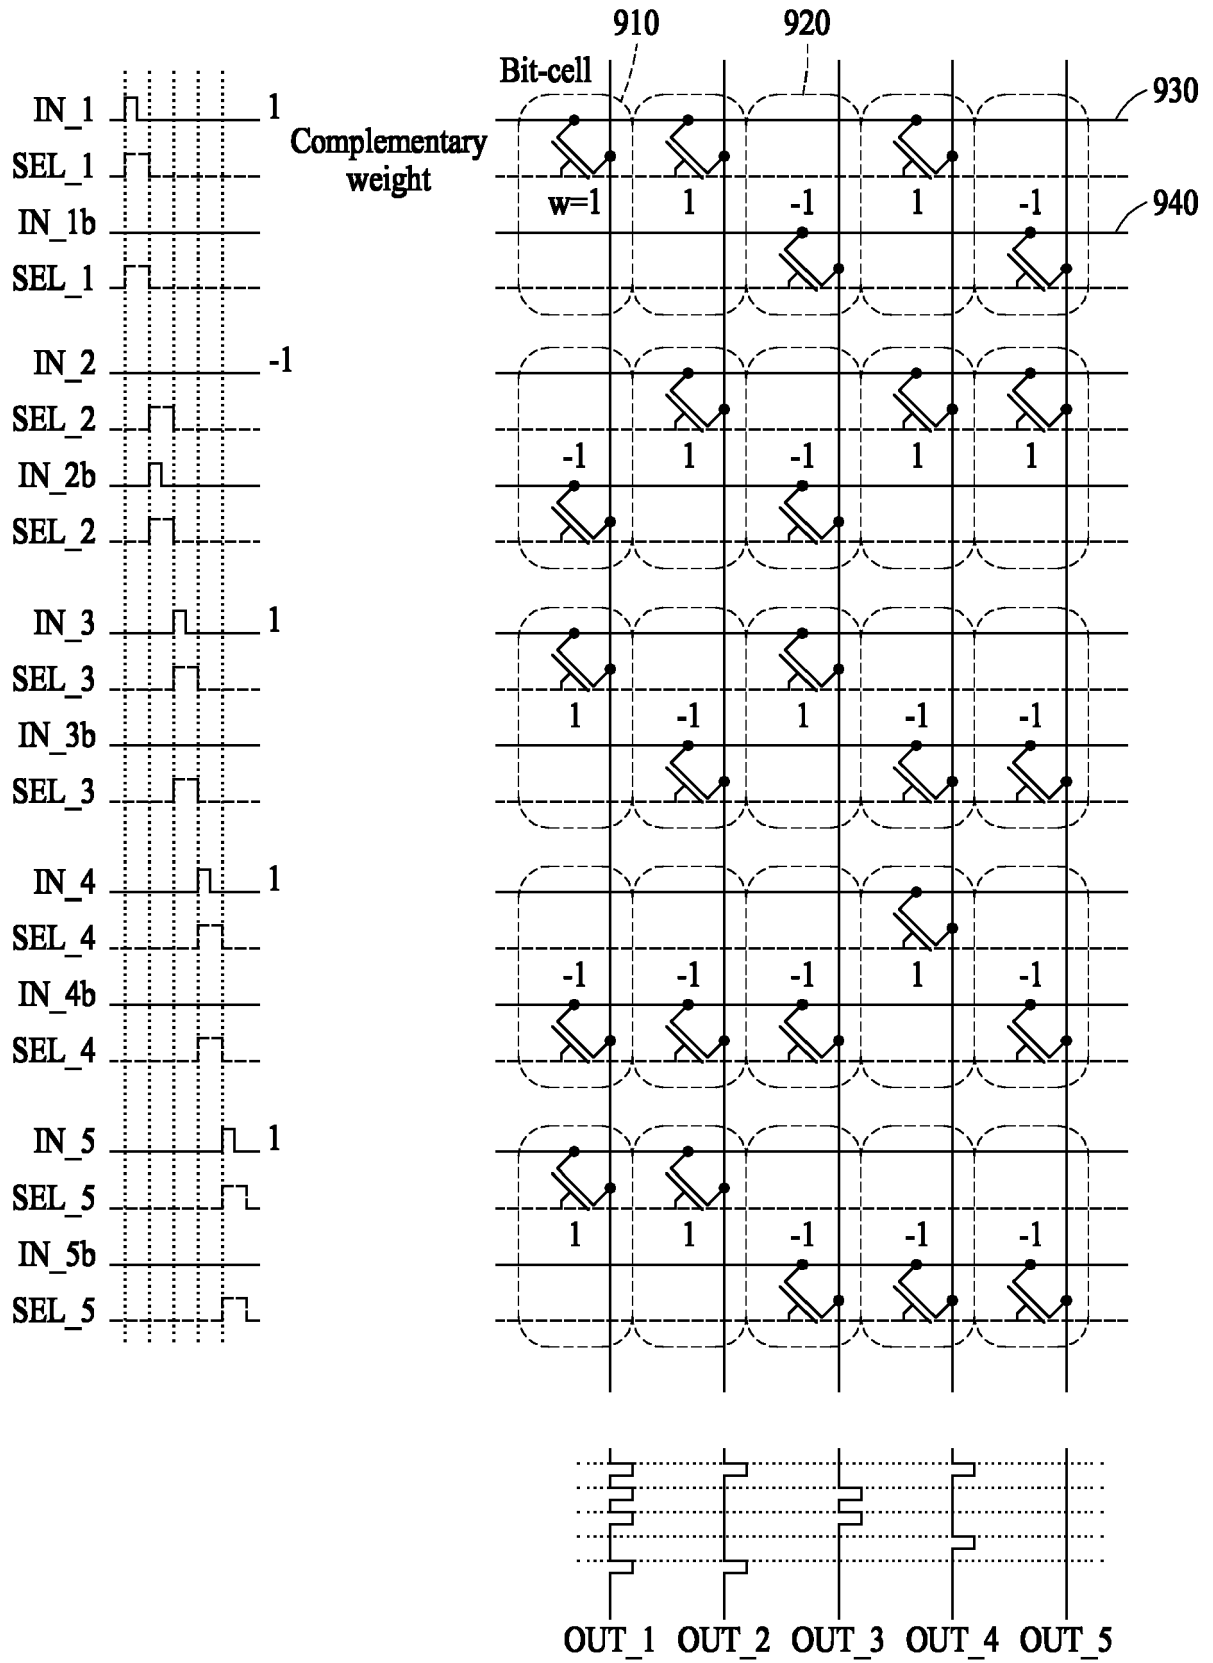 910 920
Bit-cell
IN_1 1 930
SEL_1 Complementary
weight
w=1 1 -1 1 -1
IN_1b 940
SEL_1
IN_2 -1
SEL_2
-1 1 -1 1 1
IN_2b
SEL_2
IN_3 1
SEL_3
1 -1 1 -1 -1
IN_3b
SEL_3
IN_4 1
SEL_4
-1 -1 -1 1 -1
IN_4b
SEL_4
IN_5 1
SEL_5
1 1 -1 -1 -1
IN_5b
SEL_5
OUT_1 OUT_2 OUT_3 OUT_4 OUT_5